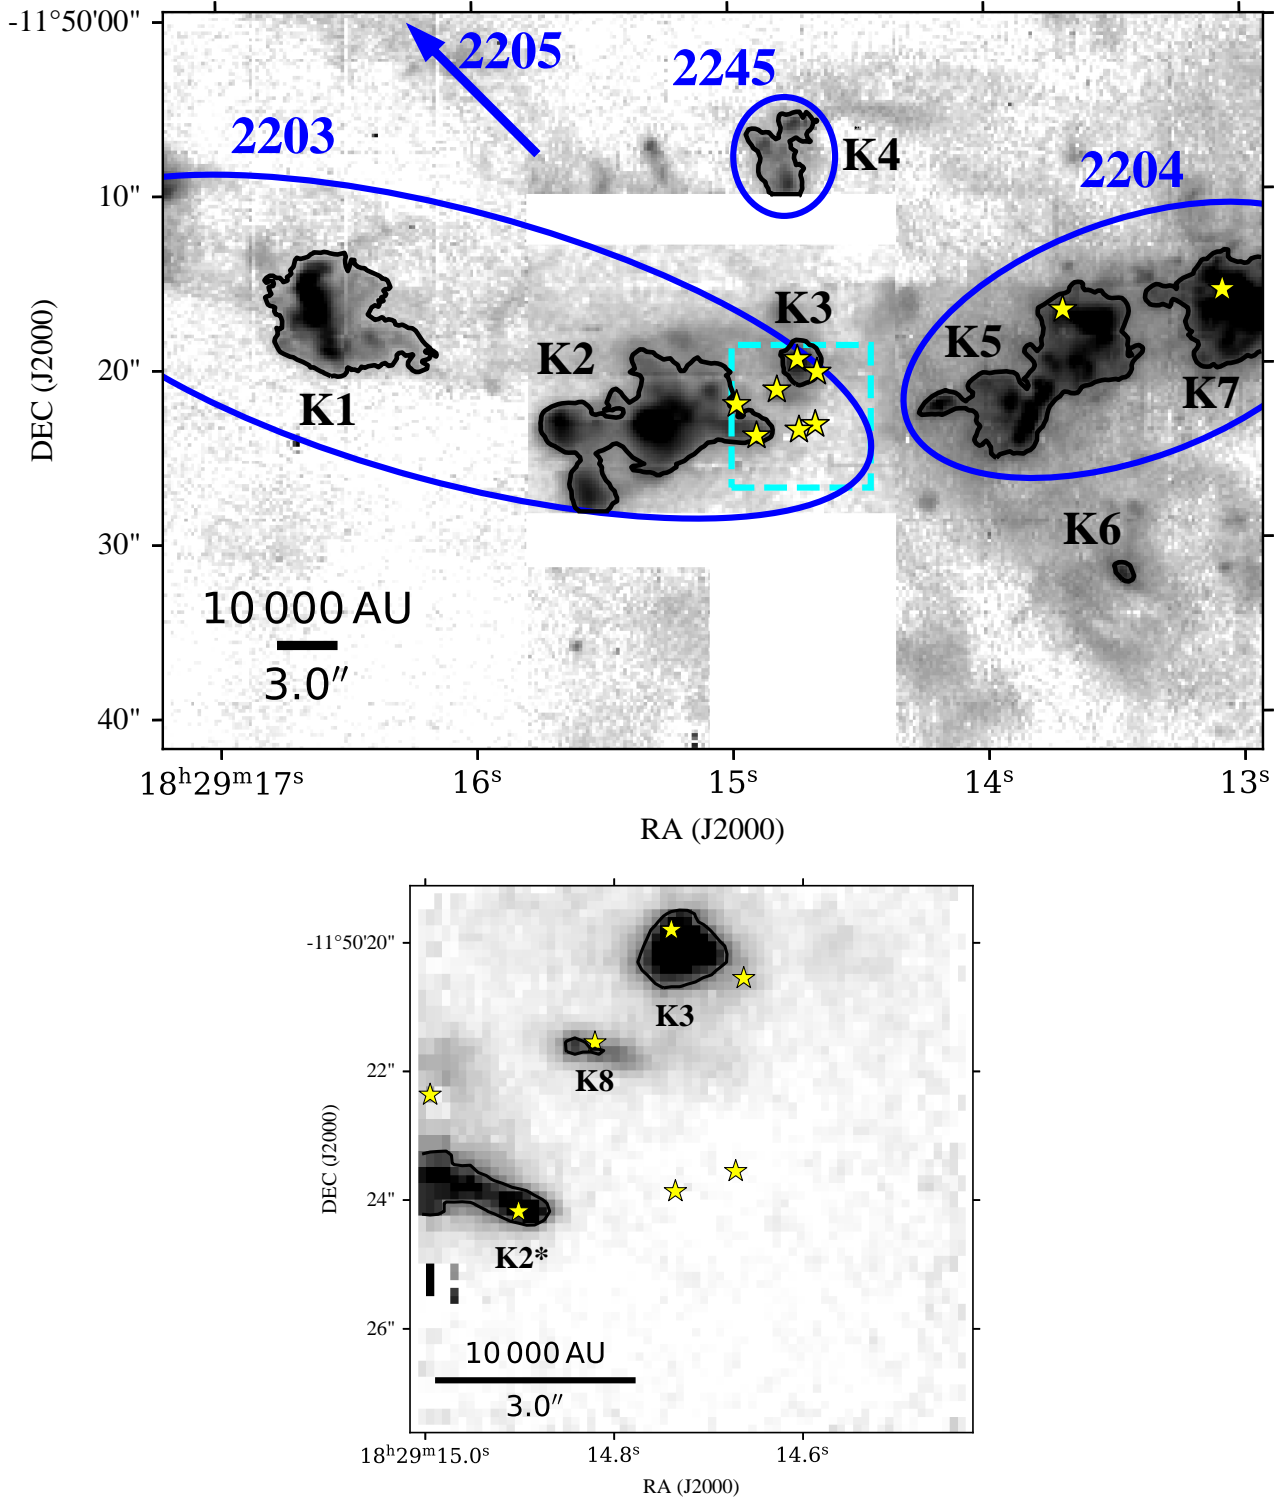 -11°50'00"
2205
2245
2203
K4
2204
10"
K3
K5
K2
20"
K7
K1
DEC (J2000)
K6
30"
10 000 AU
3.0″
40"
18ʰ29ᵐ17ˢ 16ˢ 15ˢ 14ˢ 13ˢ
RA (J2000)
-11°50'20"
K3
22"
K8
DEC (J2000)
24"
K2*
26"
10 000 AU
3.0″
18ʰ29ᵐ15.0ˢ 14.8ˢ 14.6ˢ
RA (J2000)